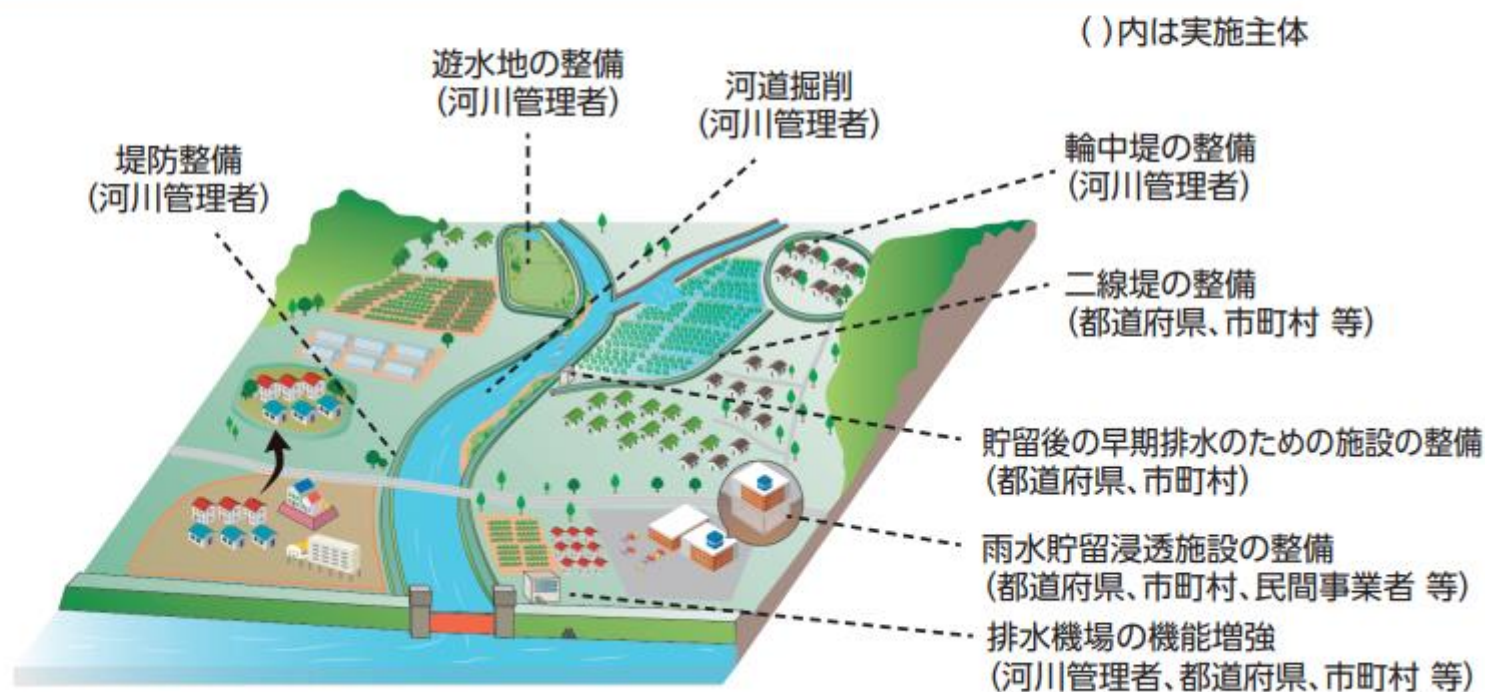 ( )内は実施主体
遊水地の整備
(河川管理者)
河道掘削
(河川管理者)
堤防整備
(河川管理者)
輪中堤の整備
(河川管理者)
二線堤の整備
(都道府県、市町村 等)
貯留後の早期排水のための施設の整備
(都道府県、市町村)
雨水貯留浸透施設の整備
(都道府県、市町村、民間事業者 等)
排水機場の機能増強
(河川管理者、都道府県、市町村 等)